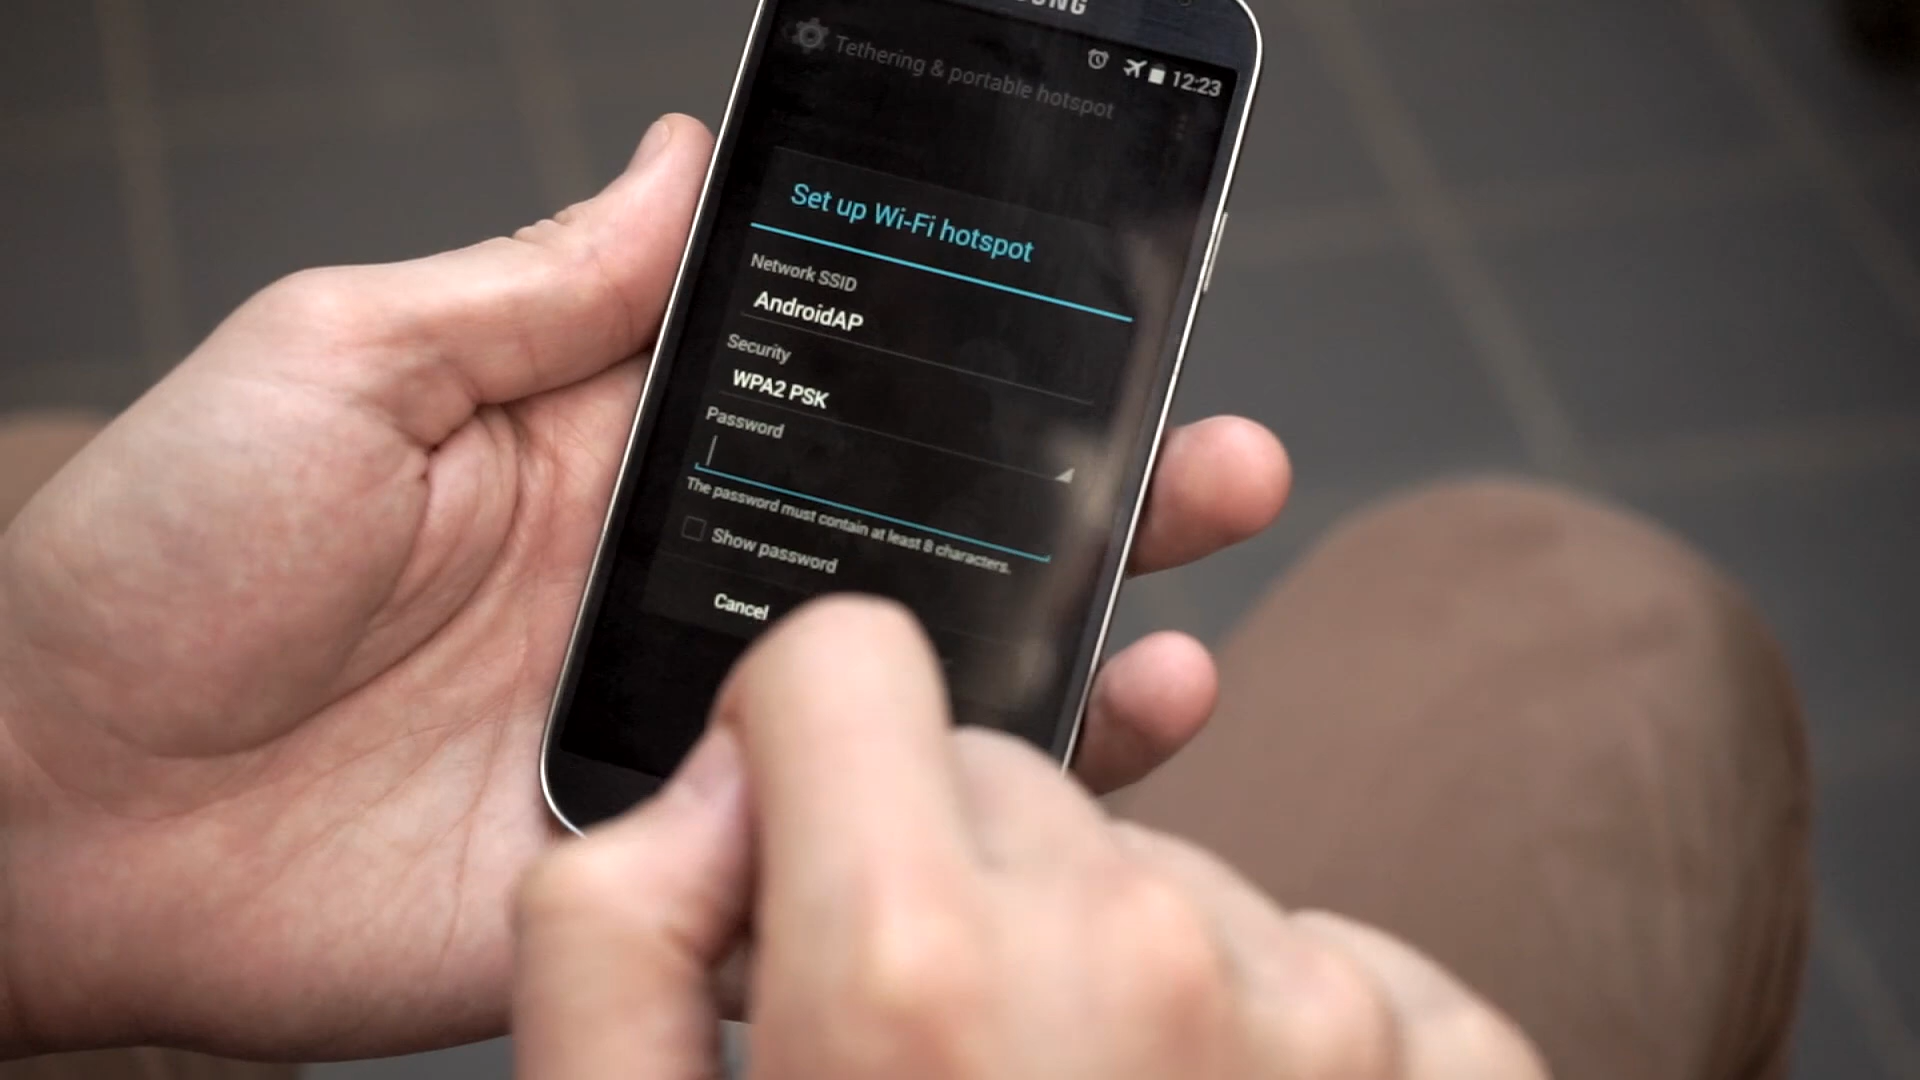 Tethering & portable hotspot
12:23
Set up Wi-Fi hotspot
Network SSID
AndroidAP
Security
WPA2 PSK
Password
The password must contain at least 8 characters.
Show password
Cancel